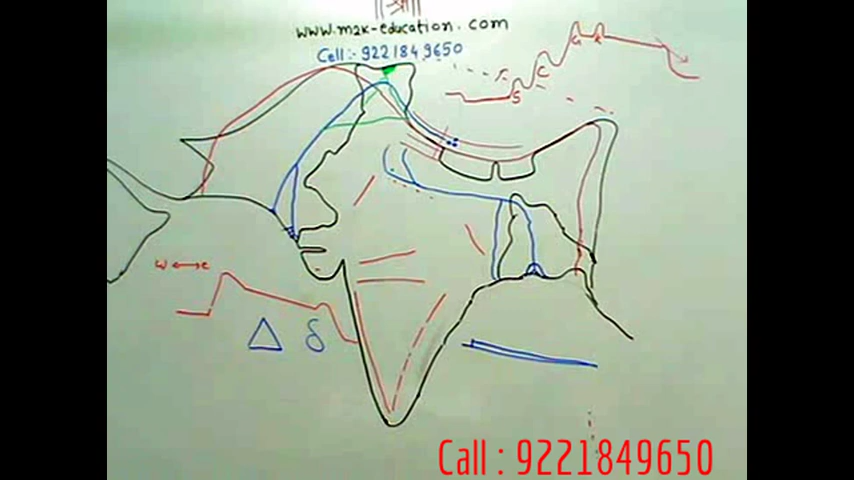 www.m2k-education.com
Cell:- 9221849650
G K
C
S
W ↔ E
Δ δ
Call : 9221849650